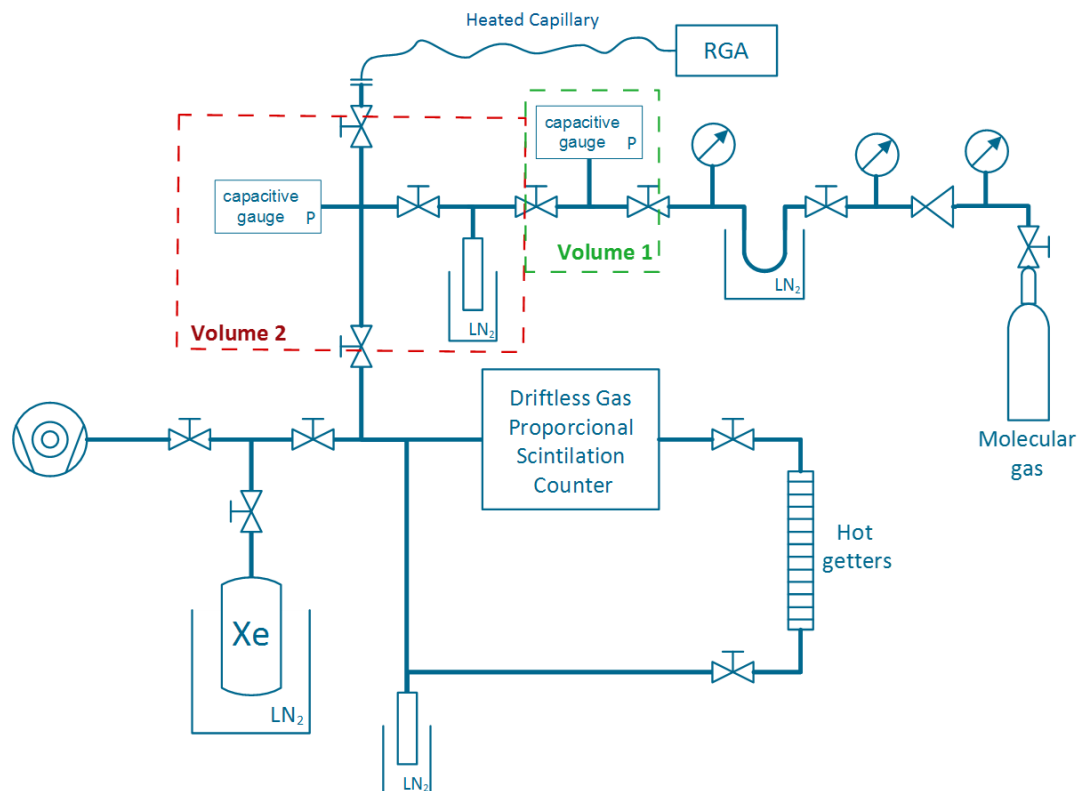 Heated Capillary
RGA
capacitive
gauge P
capacitive
gauge P
Volume 1
LN2
LN2
Volume 2
Driftless Gas
Proporcional
Scintilation
Counter
Molecular
gas
Hot
getters
Xe
LN2
LN2